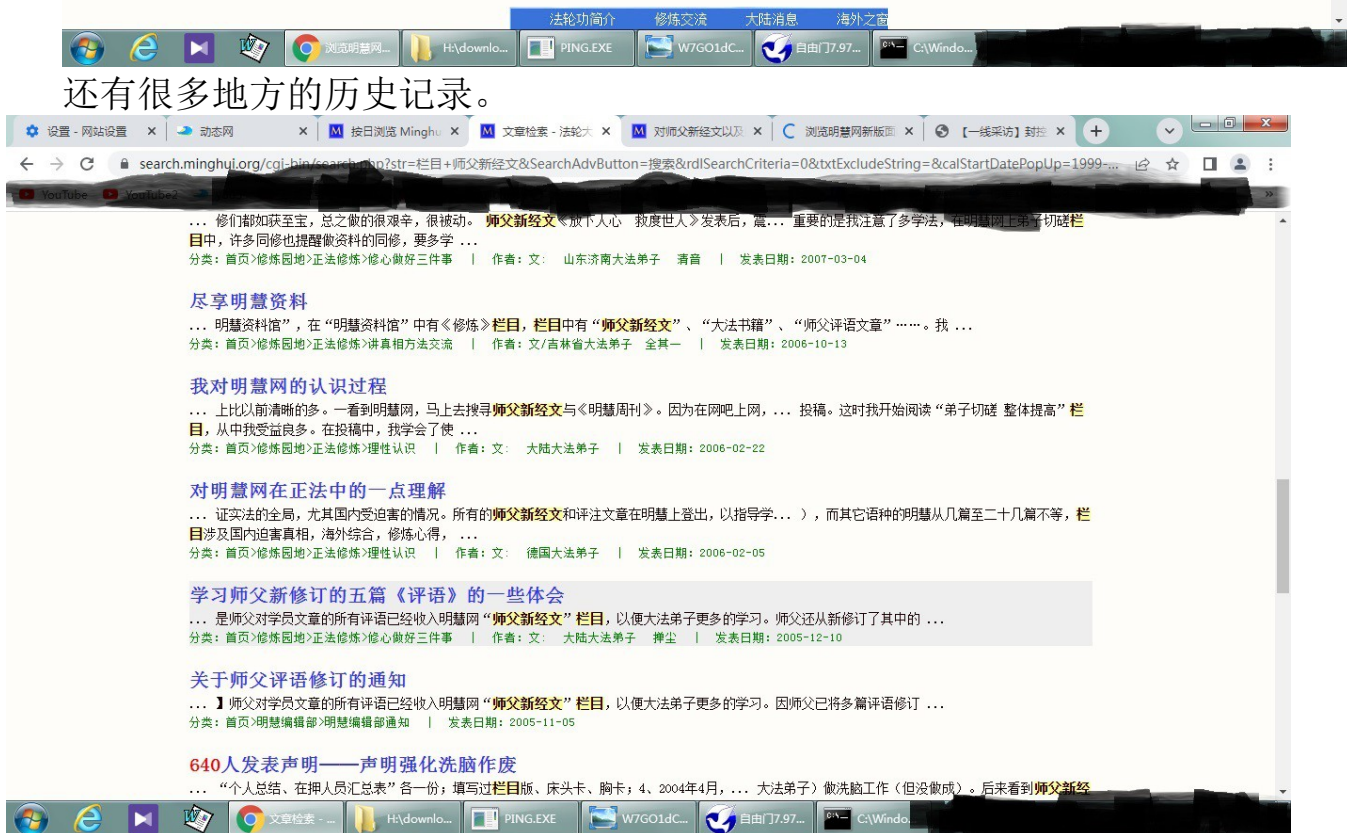 法轮功简介 修炼交流 大陆消息 海外之窗
浏览明慧网... H:\downlo... PING.EXE W7GO1dC... 自由门7.97... C:\Windo...
还有很多地方的历史记录。
设置 - 网站设置 动态网 按日浏览 Minghu 文章检索 - 法轮大 对师父新经文以及 浏览明慧网新版面 【一线采访】封控
search.minghui.org/cgi-bin/search.php?str=栏目+师父新经文&SearchAdvButton=搜索&rdlSearchCriteria=0&txtExcludeString=&calStartDatePopUp=1999-...
YouTube YouTube2
... 修们都如获至宝，总之做的很艰辛，很被动。 师父新经文《放下人心 救度世人》发表后，震... 重要的是我注意了多学法，在明慧网上弟子切磋栏
目中，许多同修也提醒做资料的同修，要多学 ...
分类：首页>修炼园地>正法修炼>修心做好三件事 | 作者：文： 山东济南大法弟子 清音 | 发表日期：2007-03-04
尽享明慧资料
... 明慧资料馆”，在“明慧资料馆”中有《修炼》栏目，栏目中有“师父新经文”、“大法书籍”、“师父评语文章”……。我 ...
分类：首页>修炼园地>正法修炼>讲真相方法交流 | 作者：文/吉林省大法弟子 全其一 | 发表日期：2006-10-13
我对明慧网的认识过程
... 上比以前清晰的多。一看到明慧网，马上去搜寻师父新经文与《明慧周刊》。因为在网吧上网，... 投稿。这时我开始阅读“弟子切磋 整体提高”栏
目，从中我受益良多。在投稿中，我学会了使 ...
分类：首页>修炼园地>正法修炼>理性认识 | 作者：文： 大陆大法弟子 | 发表日期：2006-02-22
对明慧网在正法中的一点理解
... 证实法的全局，尤其国内受迫害的情况。所有的师父新经文和评注文章在明慧上登出，以指导学... ），而其它语种的明慧从几篇至二十几篇不等，栏
目涉及国内迫害真相，海外综合，修炼心得， ...
分类：首页>修炼园地>正法修炼>理性认识 | 作者：文： 德国大法弟子 | 发表日期：2006-02-05
学习师父新修订的五篇《评语》的一些体会
... 是师父对学员文章的所有评语已经收入明慧网“师父新经文”栏目，以便大法弟子更多的学习。师父还从新修订了其中的 ...
分类：首页>修炼园地>正法修炼>修心做好三件事 | 作者：文： 大陆大法弟子 掸尘 | 发表日期：2005-12-10
关于师父评语修订的通知
... 】师父对学员文章的所有评语已经收入明慧网“师父新经文”栏目，以便大法弟子更多的学习。因师父已将多篇评语修订 ...
分类：首页>明慧编辑部>明慧编辑部通知 | 发表日期：2005-11-05
640人发表声明——声明强化洗脑作废
... “个人总结、在押人员汇总表”各一份；填写过栏目版、床头卡、胸卡；4、2004年4月，... 大法弟子）做洗脑工作（但没做成）。后来看到师父新经
文章检索 - ... H:\downlo... PING.EXE W7GO1dC... 自由门7.97... C:\Windo.